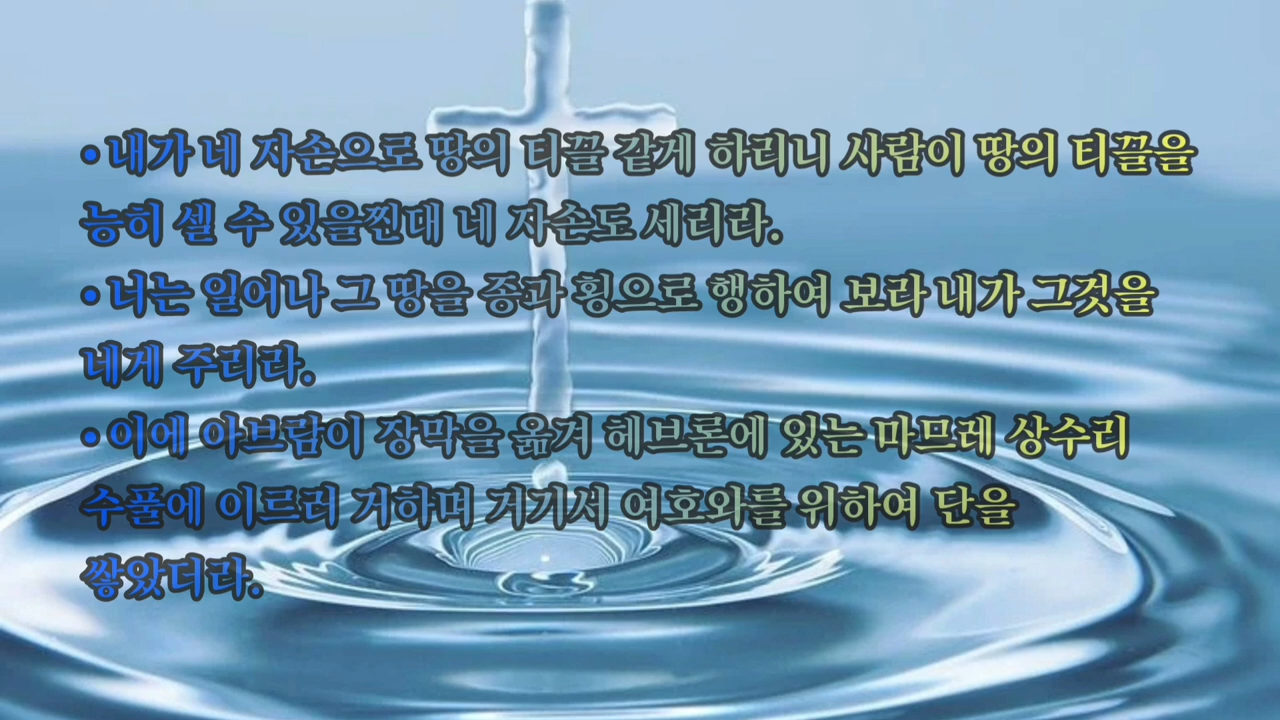 • 내가 네 자손으로 땅의 티끌 같게 하리니 사람이 땅의 티끌을
능히 셀 수 있을찐대 네 자손도 세리라.
• 너는 일어나 그 땅을 종과 횡으로 행하여 보라 내가 그것을
네게 주리라.
• 이에 아브람이 장막을 옮겨 헤브론에 있는 마므레 상수리
수풀에 이르러 거하며 거기서 여호와를 위하여 단을
쌓았더라.